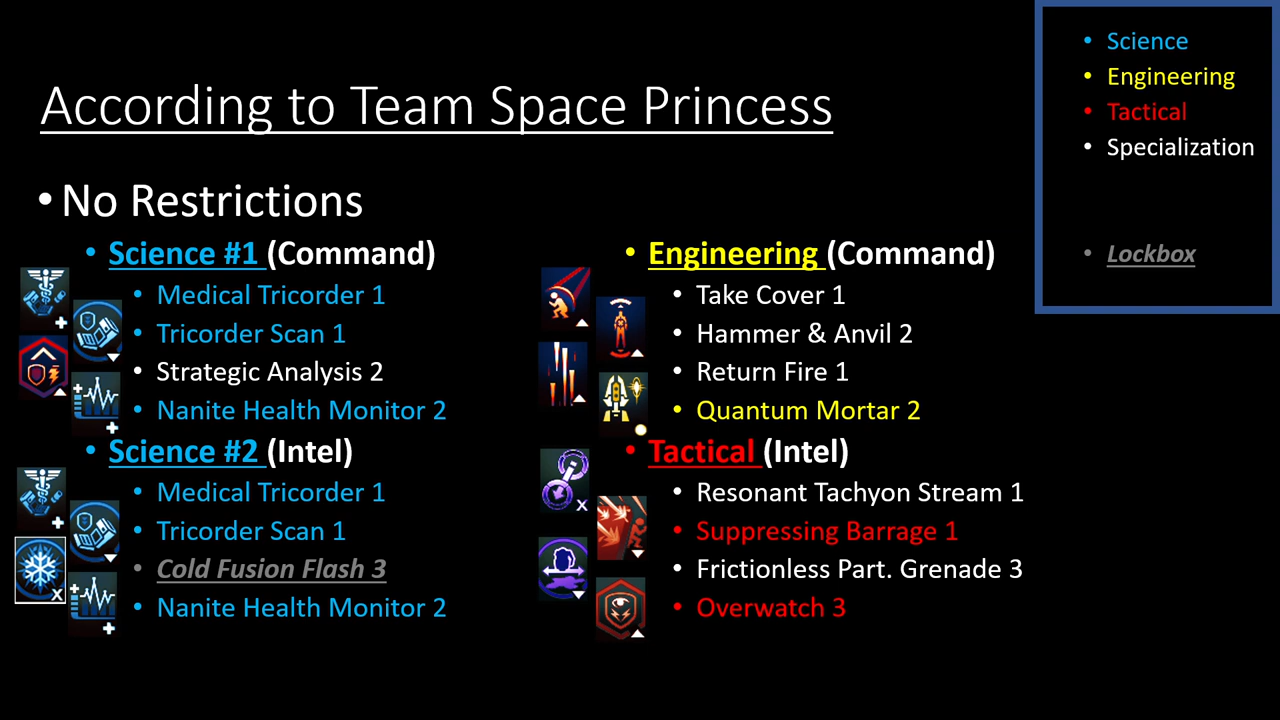 According to Team Space Princess
• No Restrictions
• Science #1 (Command)
• Medical Tricorder 1
• Tricorder Scan 1
• Strategic Analysis 2
• Nanite Health Monitor 2
• Science #2 (Intel)
• Medical Tricorder 1
• Tricorder Scan 1
• Cold Fusion Flash 3
• Nanite Health Monitor 2
• Engineering (Command)
• Take Cover 1
• Hammer & Anvil 2
• Return Fire 1
• Quantum Mortar 2
• Tactical (Intel)
• Resonant Tachyon Stream 1
• Suppressing Barrage 1
• Frictionless Part. Grenade 3
• Overwatch 3
• Science
• Engineering
• Tactical
• Specialization
• Lockbox